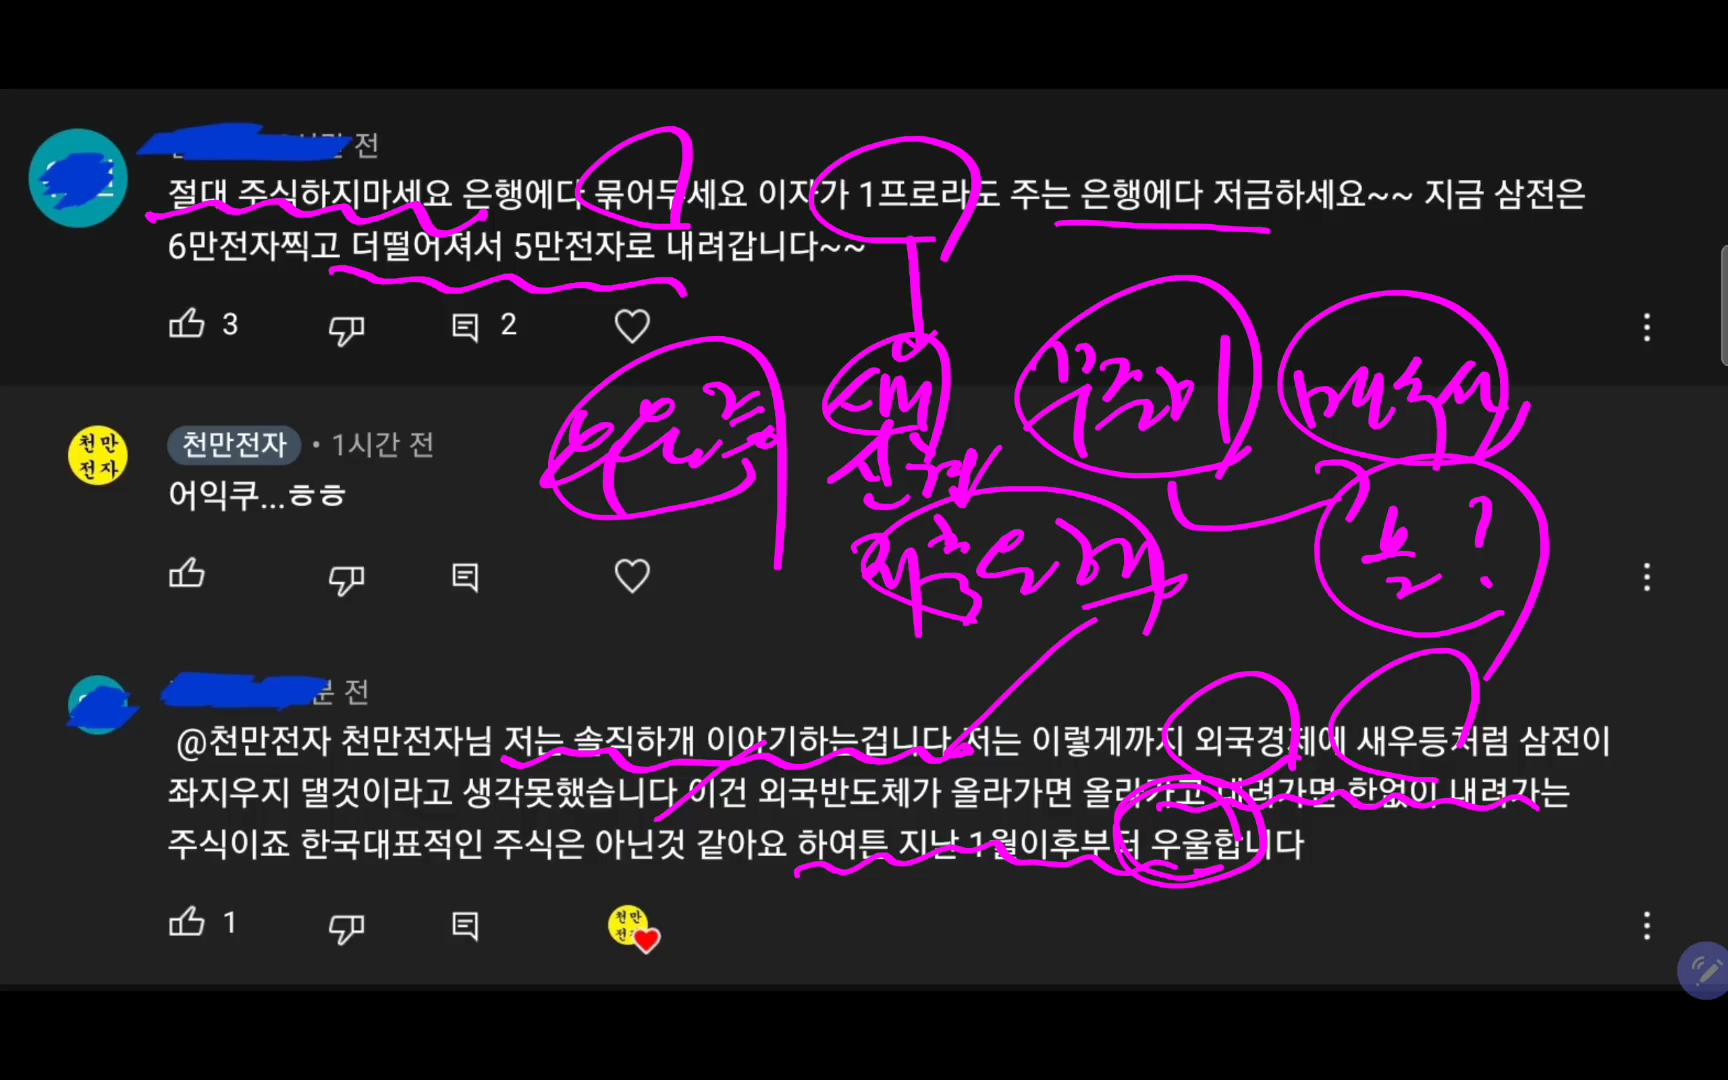 전
절대 주식하지마세요 은행에다 묶어두세요 이자가 1프로라도 주는 은행에다 저금하세요~~ 지금 삼전은
6만전자찍고 더떨어져서 5만전자로 내려갑니다~~
3
2
천만
전자
천만전자 • 1시간 전
어익쿠...ㅎㅎ
꾸준히
매수
분 전
@천만전자 천만전자님 저는 솔직하개 이야기하는겁니다 저는 이렇게까지 외국경제에 새우등처럼 삼전이
좌지우지 댈것이라고 생각못했습니다 이건 외국반도체가 올라가면 올라가고 내려가면 한없이 내려가는
주식이죠 한국대표적인 주식은 아닌것 같아요 하여튼 지난 1월이후부터 우울합니다
1
천만